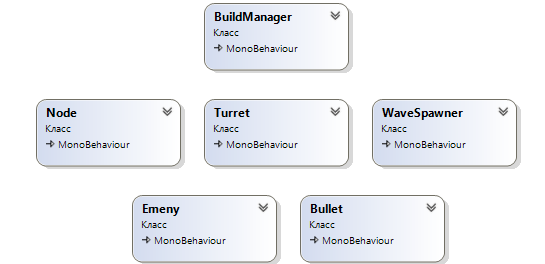 BuildManager
Класс
MonoBehaviour
Node
Класс
MonoBehaviour
Turret
Класс
MonoBehaviour
WaveSpawner
Класс
MonoBehaviour
Emeny
Класс
MonoBehaviour
Bullet
Класс
MonoBehaviour